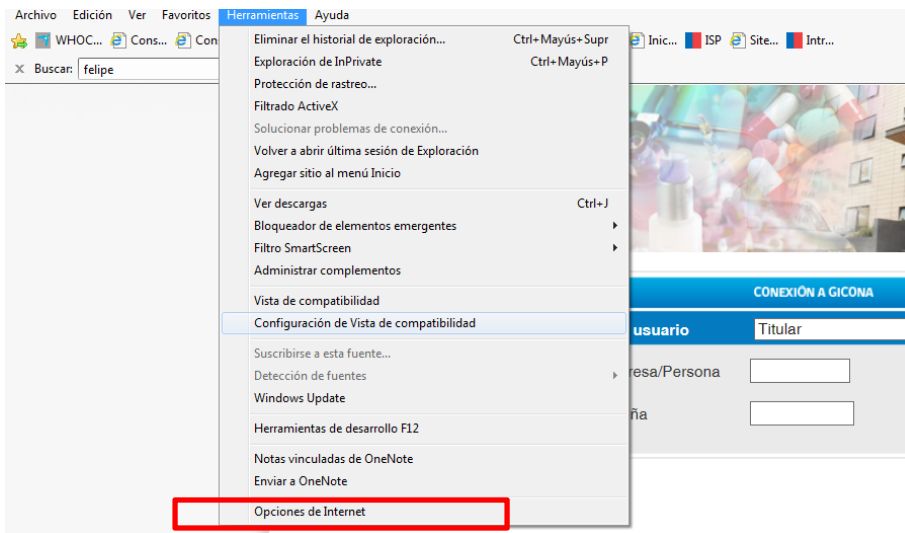 Archivo Edición Ver Favoritos Herramientas Ayuda
WHOC... Cons... Con
Inic... ISP Site... Intr...
x Buscar: felipe
Eliminar el historial de exploración... Ctrl+Mayús+Supr
Exploración de InPrivate Ctrl+Mayús+P
Protección de rastreo...
Filtrado ActiveX
Solucionar problemas de conexión...
Volver a abrir última sesión de Exploración
Agregar sitio al menú Inicio
Ver descargas Ctrl+J
Bloqueador de elementos emergentes
Filtro SmartScreen
Administrar complementos
Vista de compatibilidad
Configuración de Vista de compatibilidad
Suscribirse a esta fuente...
Detección de fuentes
Windows Update
Herramientas de desarrollo F12
Notas vinculadas de OneNote
Enviar a OneNote
Opciones de Internet
CONEXIÓN A GICONA
usuario Titular
resa/Persona
ña